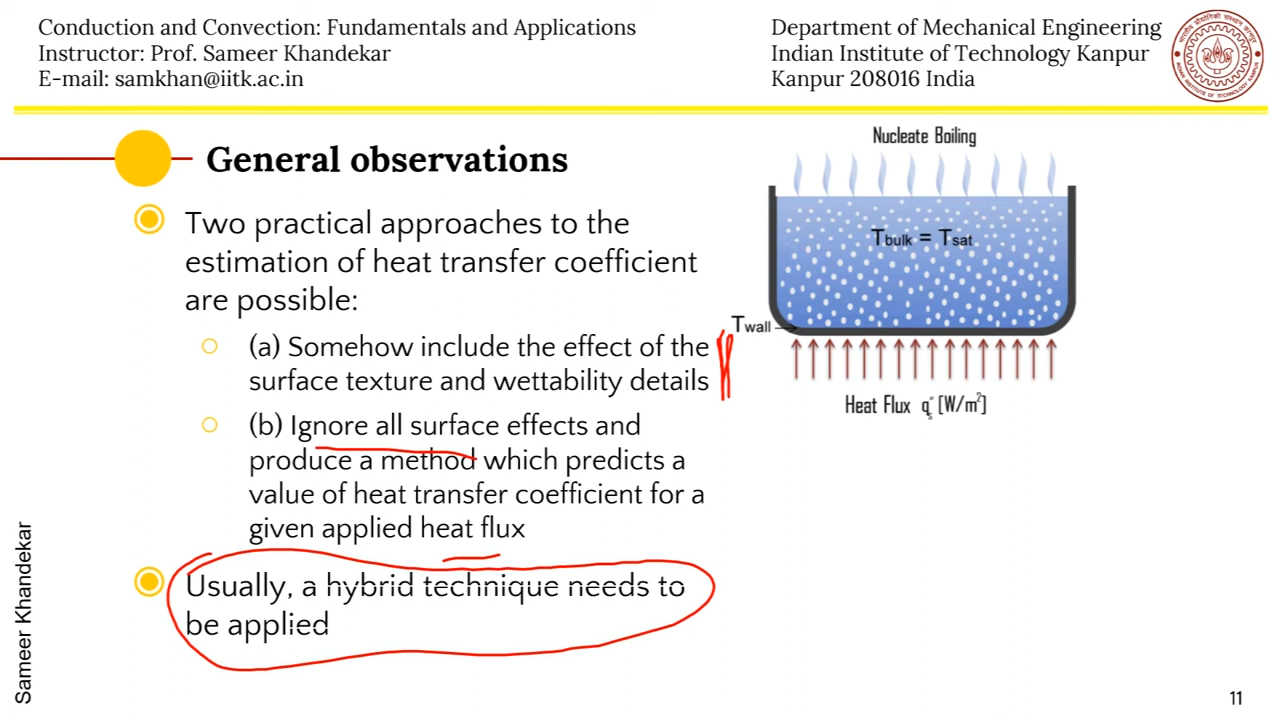 Conduction and Convection: Fundamentals and Applications
Instructor: Prof. Sameer Khandekar
E-mail: samkhan@iitk.ac.in
Department of Mechanical Engineering
Indian Institute of Technology Kanpur
Kanpur 208016 India
General observations
Two practical approaches to the
estimation of heat transfer coefficient
are possible:
(a) Somehow include the effect of the
surface texture and wettability details
(b) Ignore all surface effects and
produce a method which predicts a
value of heat transfer coefficient for a
given applied heat flux
Usually, a hybrid technique needs to
be applied
Nucleate Boiling
Tbulk = Tsat
Twall
Heat Flux q"s [W/m²]
Sameer Khandekar
11